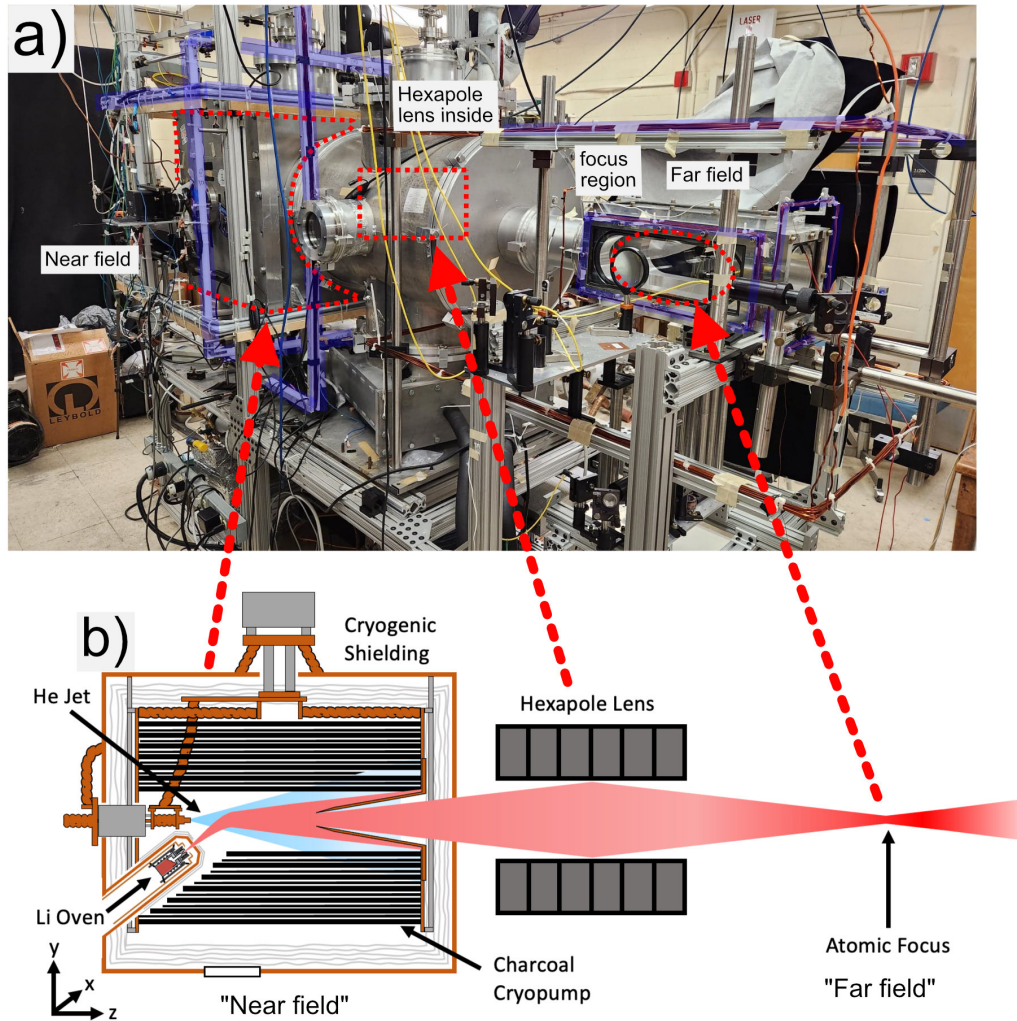 a)
LASER
Hexapole
lens inside
focus
region
Far field
Near field
LEYBOLD
b)
Cryogenic
Shielding
He Jet
Hexapole Lens
Li Oven
y
x
z
Charcoal
Cryopump
Atomic Focus
"Near field"
"Far field"